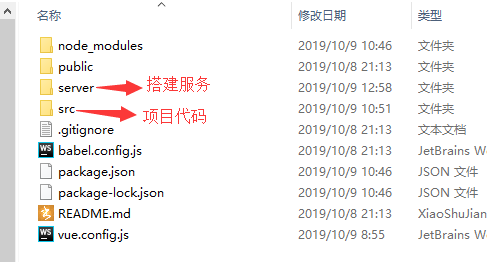 名称 修改日期 类型
node_modules 2019/10/9 10:46 文件夹
public 2019/10/8 21:13 文件夹
server 搭建服务 2019/10/9 12:58 文件夹
src 项目代码 2019/10/9 10:51 文件夹
.gitignore 2019/10/8 21:13 文本文档
babel.config.js 2019/10/8 21:13 JetBrains We
package.json 2019/10/9 10:46 JSON 文件
package-lock.json 2019/10/9 10:46 JSON 文件
README.md 2019/10/8 21:13 XiaoShuJian
vue.config.js 2019/10/9 8:55 JetBrains We